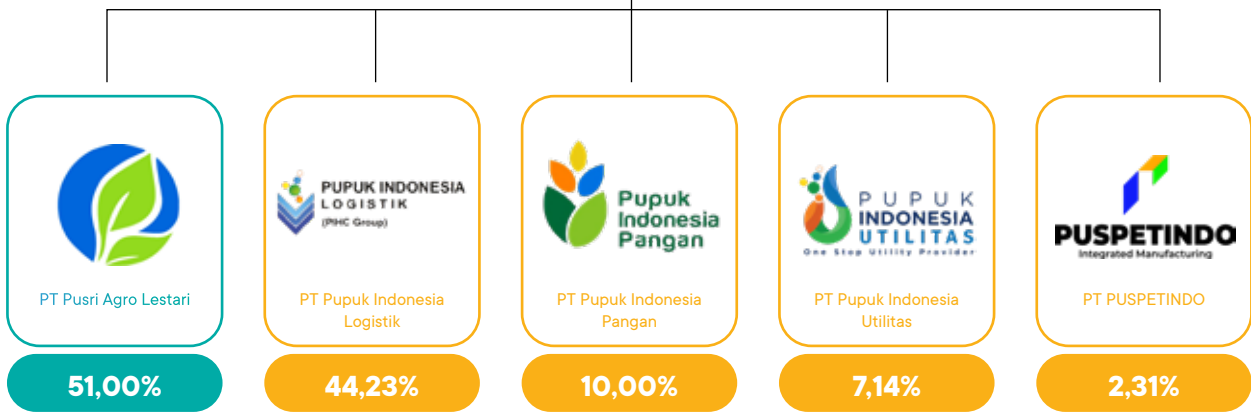 PUPUK INDONESIA
LOGISTIK
(PIHC Group)
Pupuk
Indonesia
Pangan
PUPUK
INDONESIA
UTILITAS
One Stop Utility Provider
PUSPETINDO
Integrated Manufacturing
PT Pusri Agro Lestari
PT Pupuk Indonesia
Logistik
PT Pupuk Indonesia
Pangan
PT Pupuk Indonesia
Utilitas
PT PUSPETINDO
51,00%
44,23%
10,00%
7,14%
2,31%